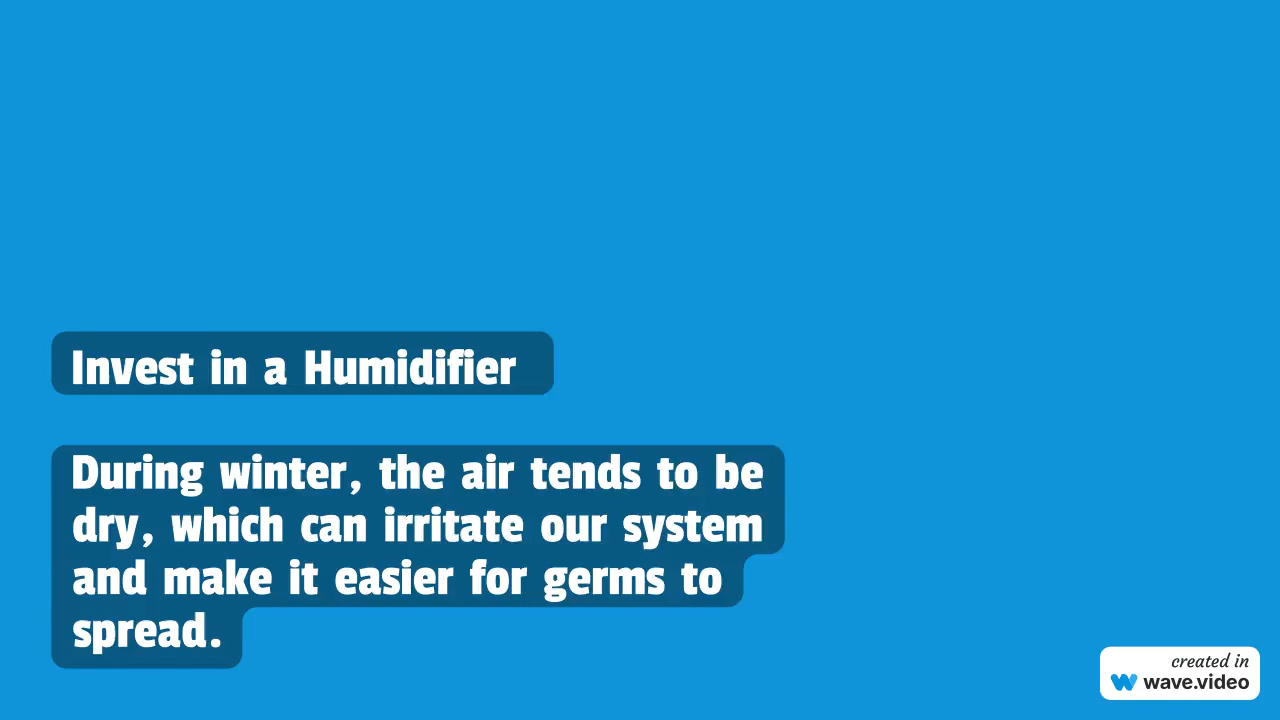 Invest in a Humidifier
During winter, the air tends to be
dry, which can irritate our system
and make it easier for germs to
spread.
created in
wave.video